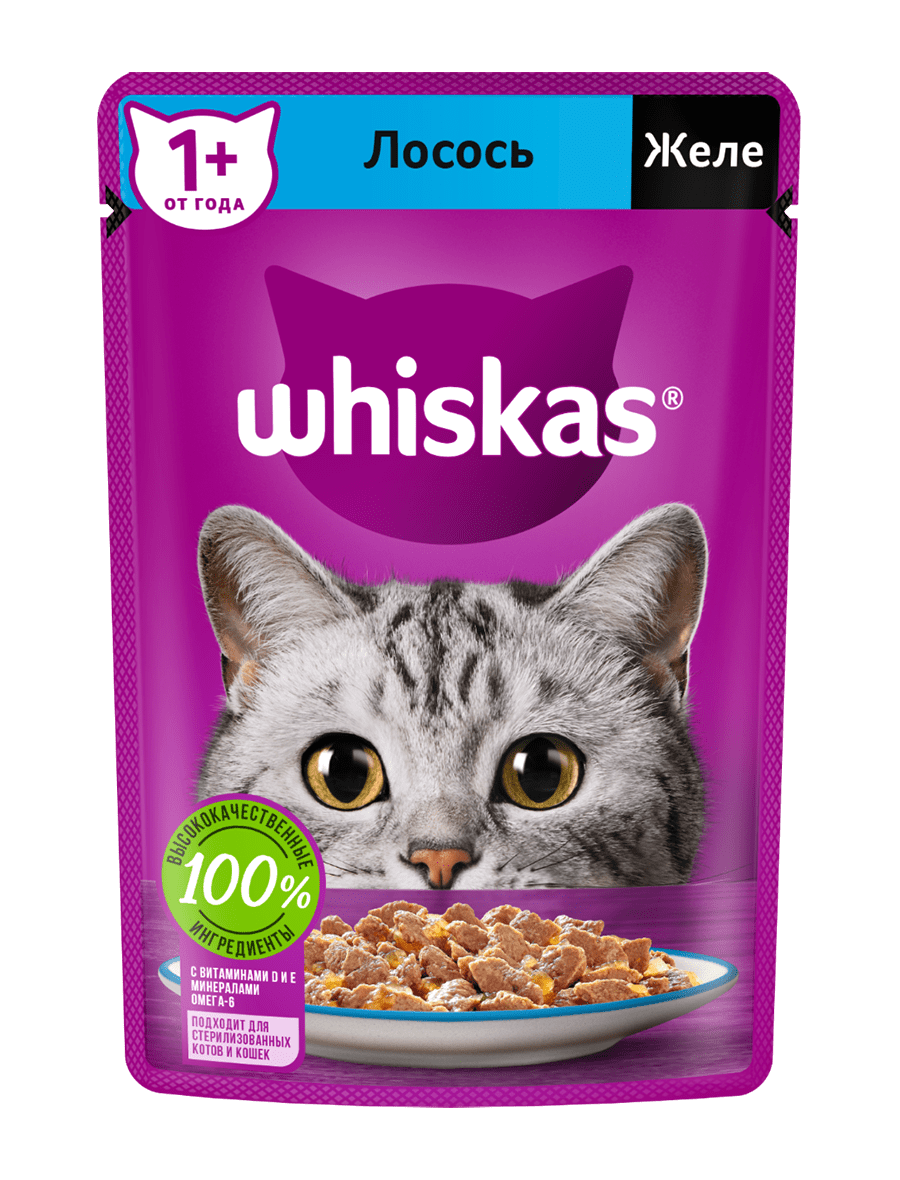 1+
ОТ ГОДА
Лосось
Желе
whiskas®
ВЫСОКОКАЧЕСТВЕННЫЕ
100%
ИНГРЕДИЕНТЫ
С ВИТАМИНАМИ D И Е
МИНЕРАЛАМИ
ОМЕГА-6
ПОДХОДИТ ДЛЯ
СТЕРИЛИЗОВАННЫХ
КОТОВ И КОШЕК